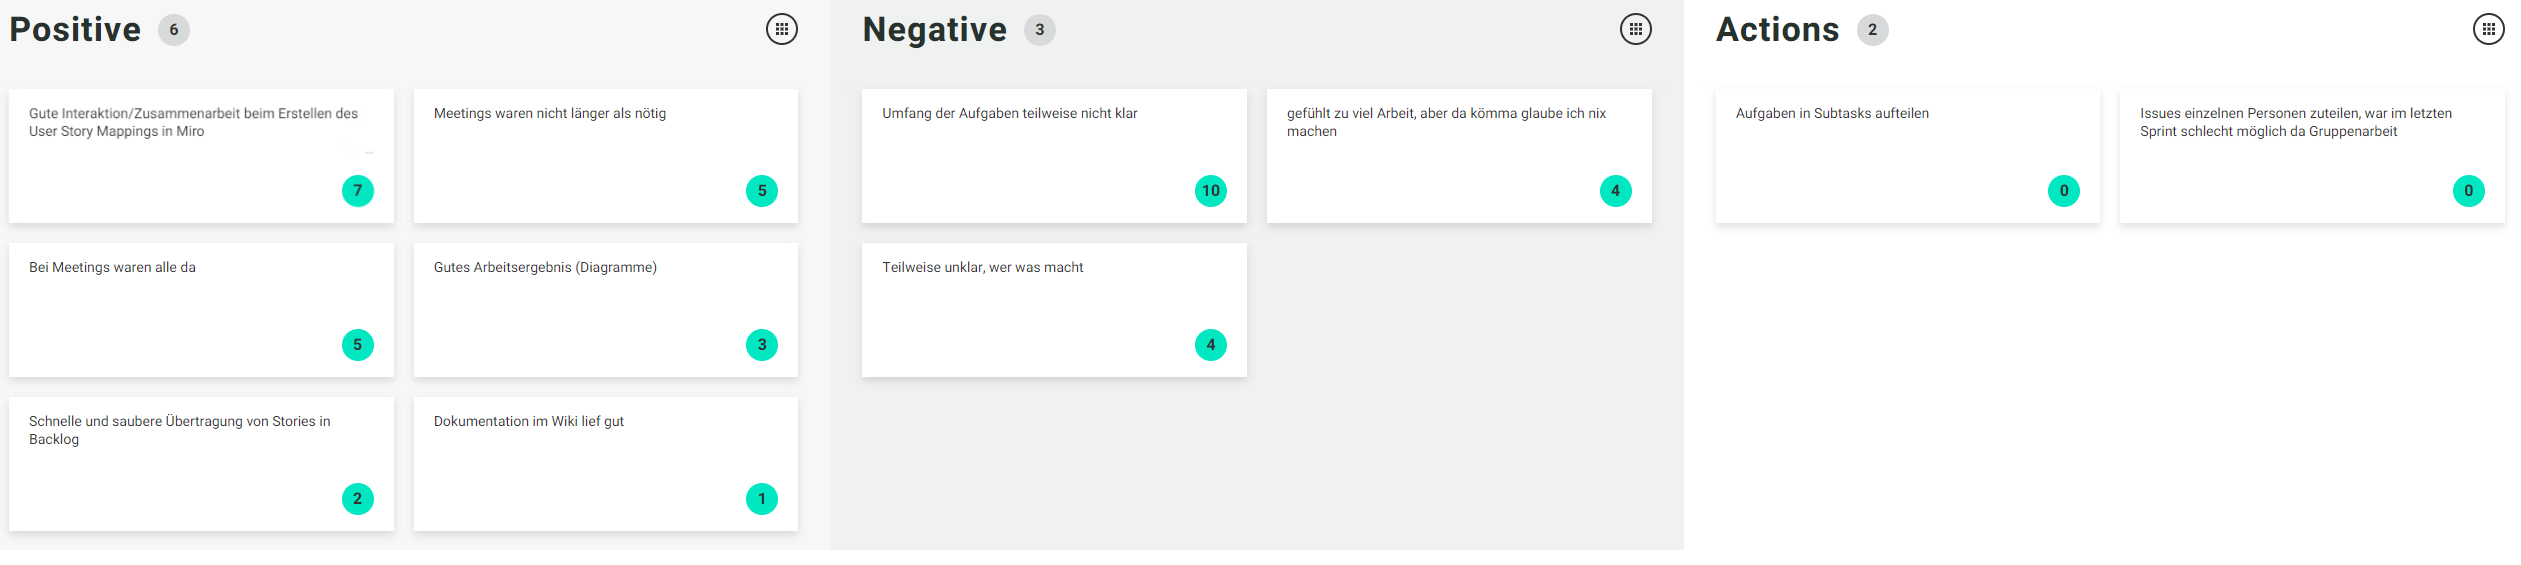 Positive 6
Gute Interaktion/Zusammenarbeit beim Erstellen des
User Story Mappings in Miro
7
Meetings waren nicht länger als nötig
5
Bei Meetings waren alle da
5
Gutes Arbeitsergebnis (Diagramme)
3
Schnelle und saubere Übertragung von Stories in
Backlog
2
Dokumentation im Wiki lief gut
1
Negative 3
Umfang der Aufgaben teilweise nicht klar
10
gefühlt zu viel Arbeit, aber da kömma glaube ich nix
machen
4
Teilweise unklar, wer was macht
4
Actions 2
Aufgaben in Subtasks aufteilen
0
Issues einzelnen Personen zuteilen, war im letzten
Sprint schlecht möglich da Gruppenarbeit
0